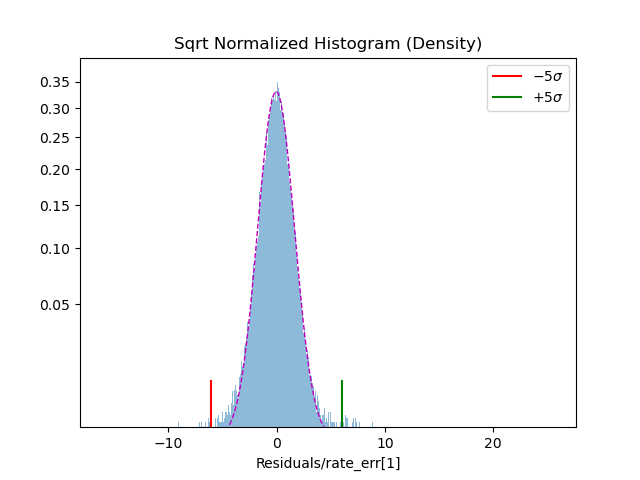 Sqrt Normalized Histogram (Density)
−5σ
+5σ
0.35
0.30
0.25
0.20
0.15
0.10
0.05
−10 0 10 20
Residuals/rate_err[1]